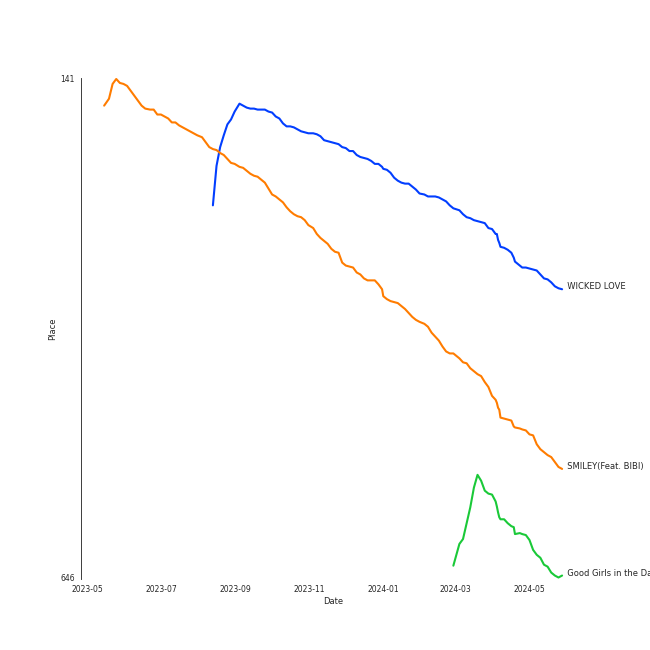 141
Place
WICKED LOVE
SMILEY(Feat. BIBI)
Good Girls in the
646
2023-05 2023-07 2023-09 2023-11 2024-01 2024-03 2024-05
Date